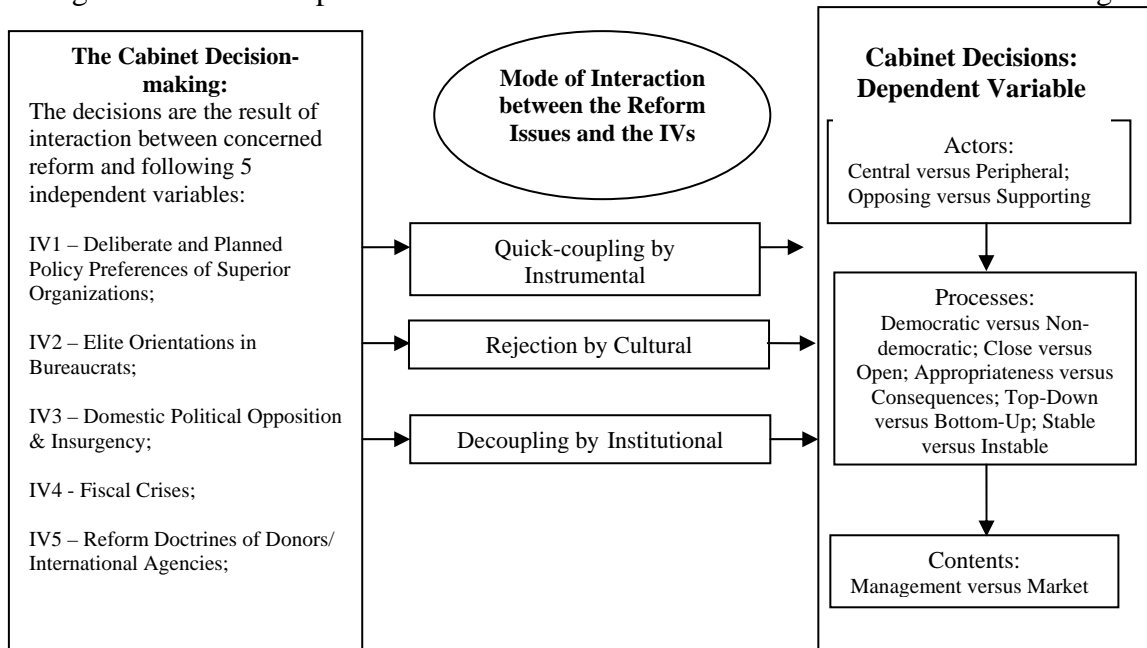 The Cabinet Decision-
making:
The decisions are the result of
interaction between concerned
reform and following 5
independent variables:
IV1 – Deliberate and Planned
Policy Preferences of Superior
Organizations;
IV2 – Elite Orientations in
Bureaucrats;
IV3 – Domestic Political Opposition
& Insurgency;
IV4 - Fiscal Crises;
IV5 – Reform Doctrines of Donors/
International Agencies;
Mode of Interaction
between the Reform
Issues and the IVs
Quick-coupling by
Instrumental
Rejection by Cultural
Decoupling by Institutional
Cabinet Decisions:
Dependent Variable
Actors:
Central versus Peripheral;
Opposing versus Supporting
Processes:
Democratic versus Non-
democratic; Close versus
Open; Appropriateness versus
Consequences; Top-Down
versus Bottom-Up; Stable
versus Instable
Contents:
Management versus Market